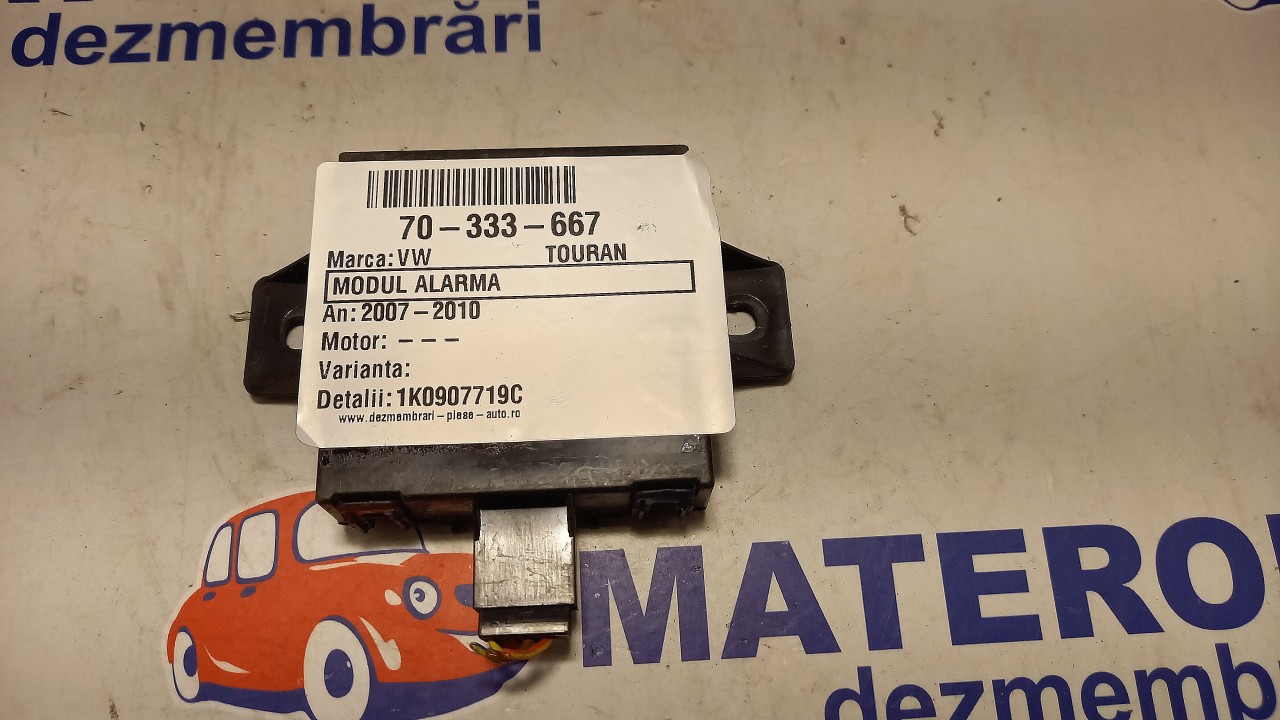 dezmembrări
70-333-667
Marca: VW TOURAN
MODUL ALARMA
An: 2007-2010
Motor: ---
Varianta:
Detalii: 1K0907719C
www.dezmembrari-piese-auto.ro
MATERO
dezmembr